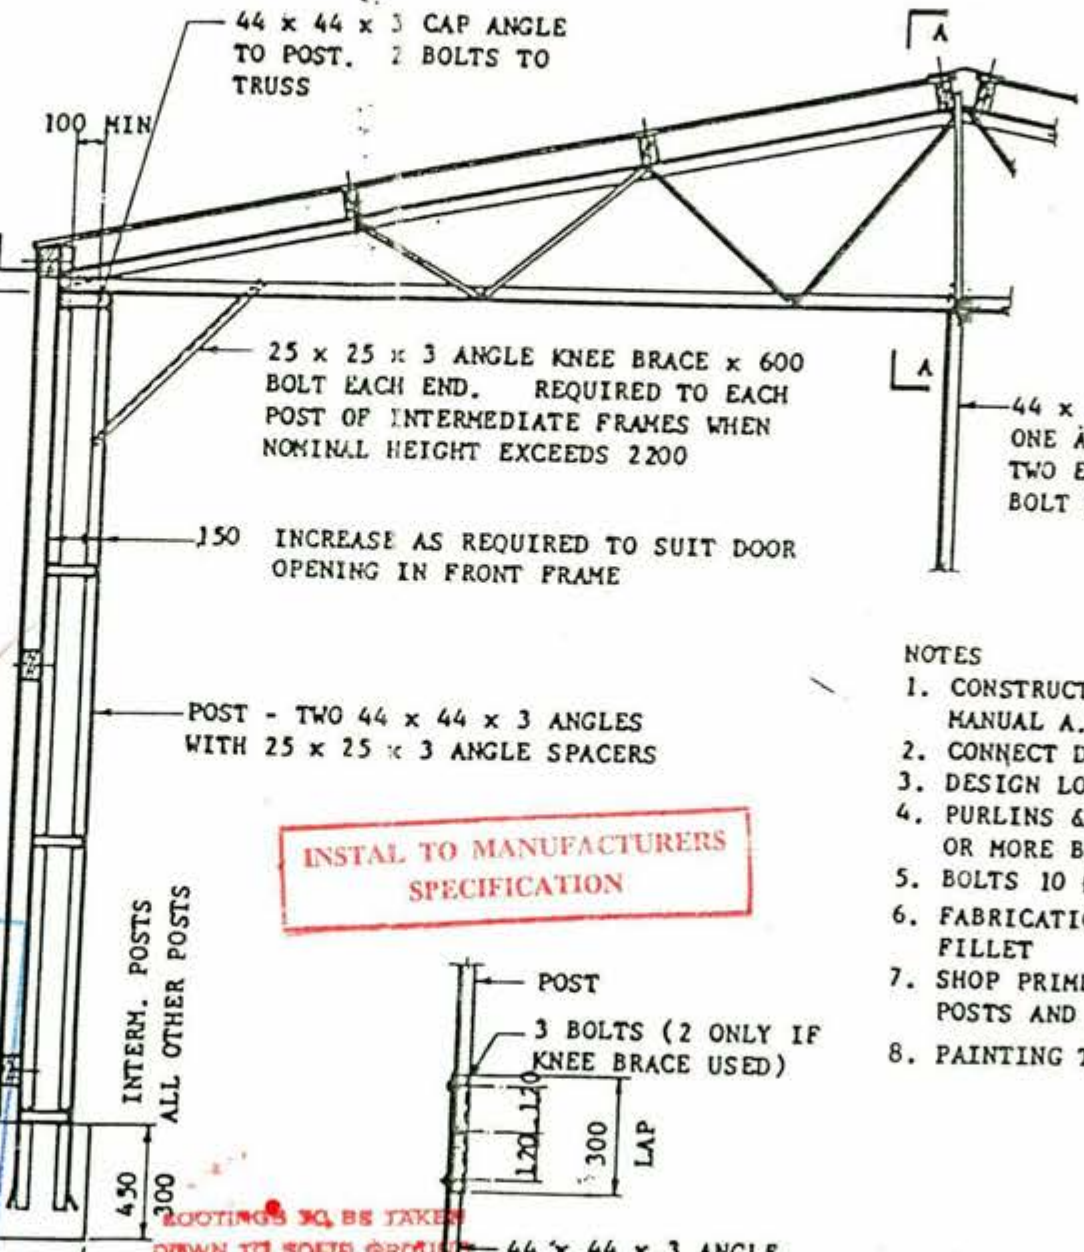 44 x 44 x 3 CAP ANGLE
TO POST. 2 BOLTS TO
TRUSS
100 MIN
A
25 x 25 x 3 ANGLE KNEE BRACE x 600
BOLT EACH END. REQUIRED TO EACH
POST OF INTERMEDIATE FRAMES WHEN
NOMINAL HEIGHT EXCEEDS 2200
A
44 x
ONE A
TWO E
BOLT
150 INCREASE AS REQUIRED TO SUIT DOOR
OPENING IN FRONT FRAME
POST - TWO 44 x 44 x 3 ANGLES
WITH 25 x 25 x 3 ANGLE SPACERS
INSTAL TO MANUFACTURERS
SPECIFICATION
NOTES
1. CONSTRUCT
MANUAL A.
2. CONNECT D
3. DESIGN LO
4. PURLINS &
OR MORE B
5. BOLTS 10
6. FABRICATIO
FILLET
7. SHOP PRIM
POSTS AND
8. PAINTING
INTERM. POSTS
ALL OTHER POSTS
450
300
POST
3 BOLTS (2 ONLY IF
KNEE BRACE USED)
120 120
300
LAP
FOOTINGS TO BE TAKEN
DOWN TO SOLID GROUND
44 x 44 x 3 ANGLE